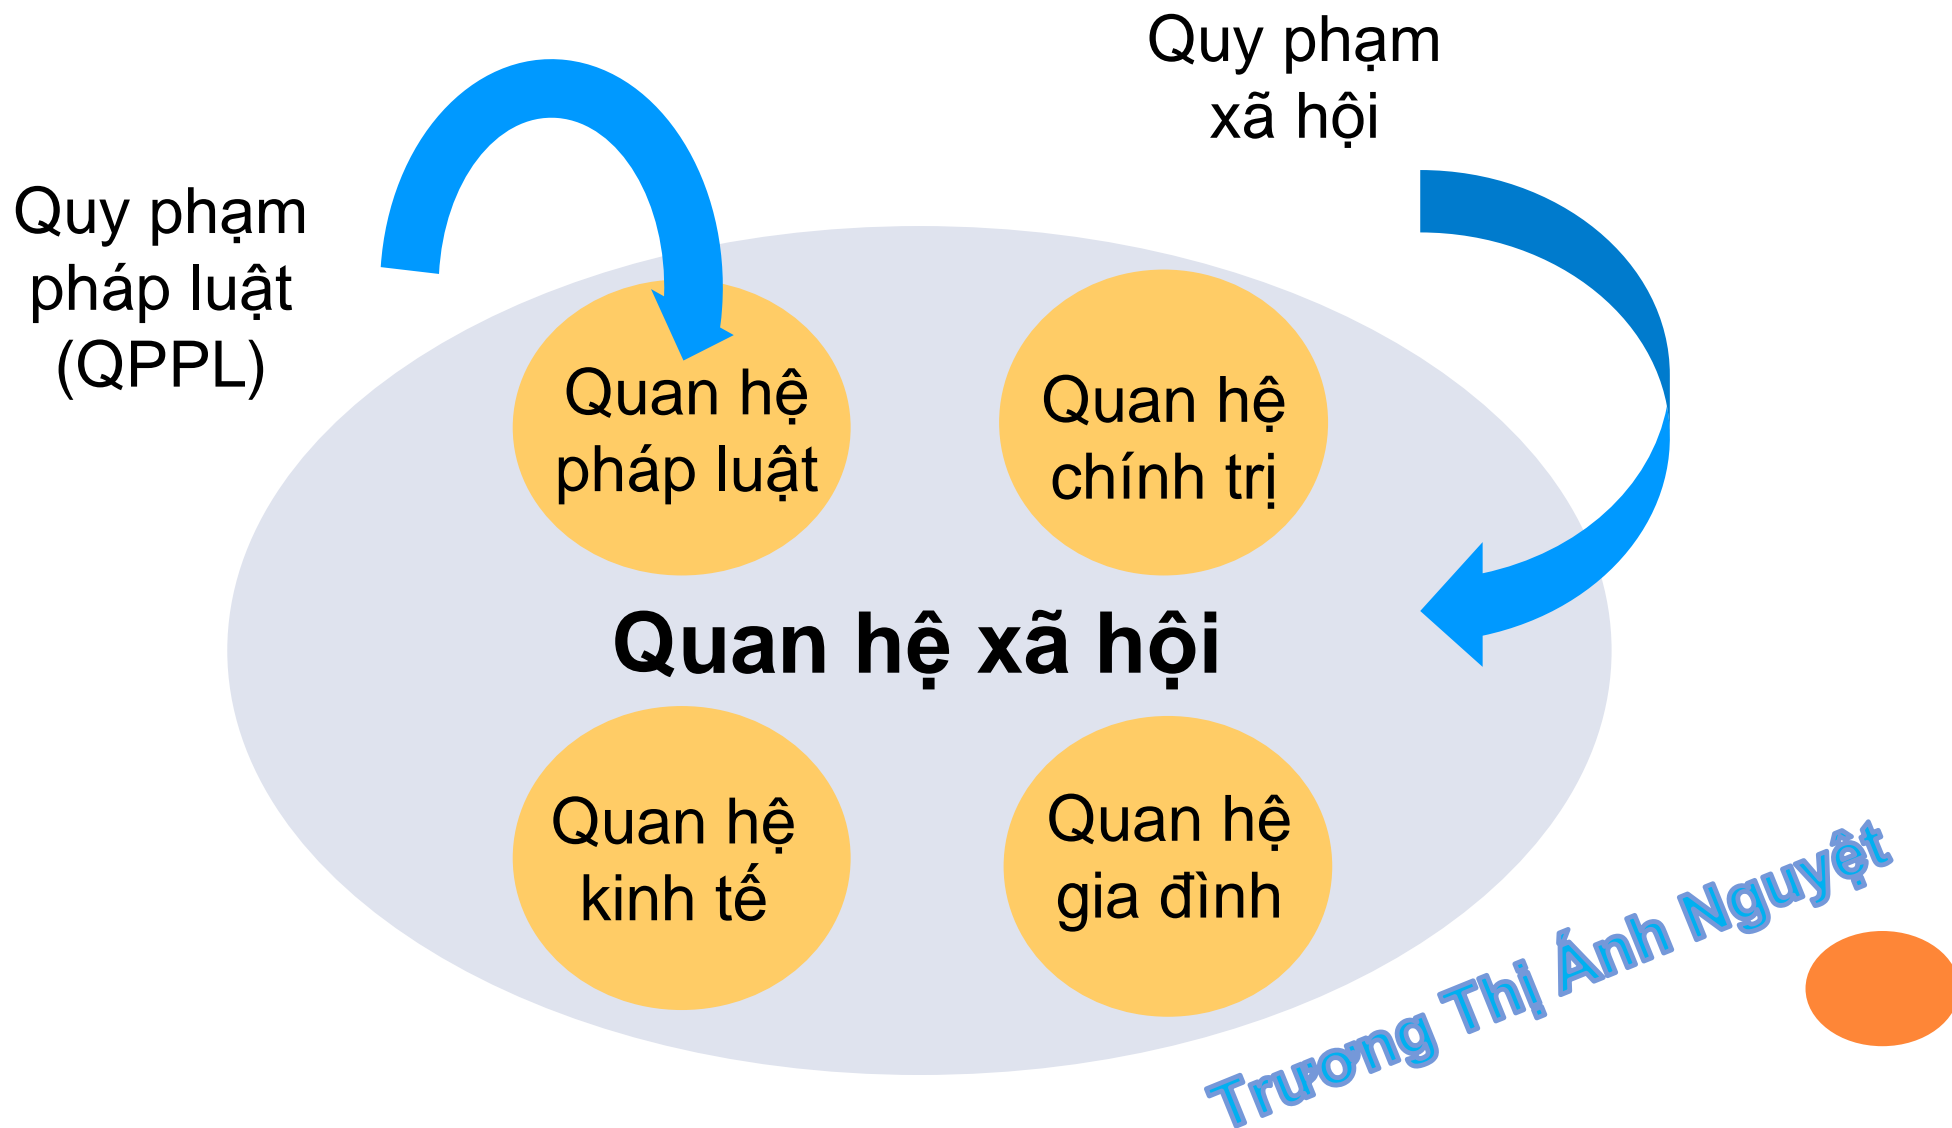 Quy phạm
xã hội
Quy phạm
pháp luật
(QPPL)
Quan hệ
pháp luật
Quan hệ
chính trị
Quan hệ xã hội
Quan hệ
kinh tế
Quan hệ
gia đình
Trương Thị Ánh Nguyệt